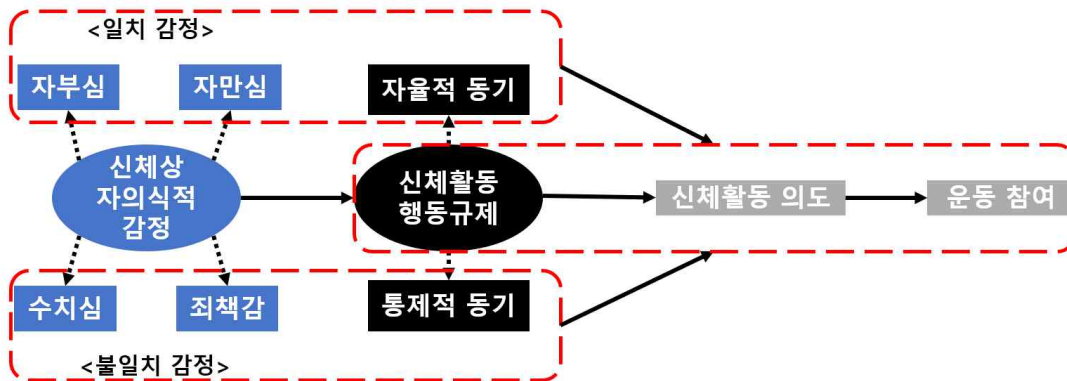 <일치 감정>
자부심
자만심
자율적 동기
신체상
자의식적
감정
신체활동
행동규제
신체활동 의도
운동 참여
수치심
죄책감
통제적 동기
<불일치 감정>